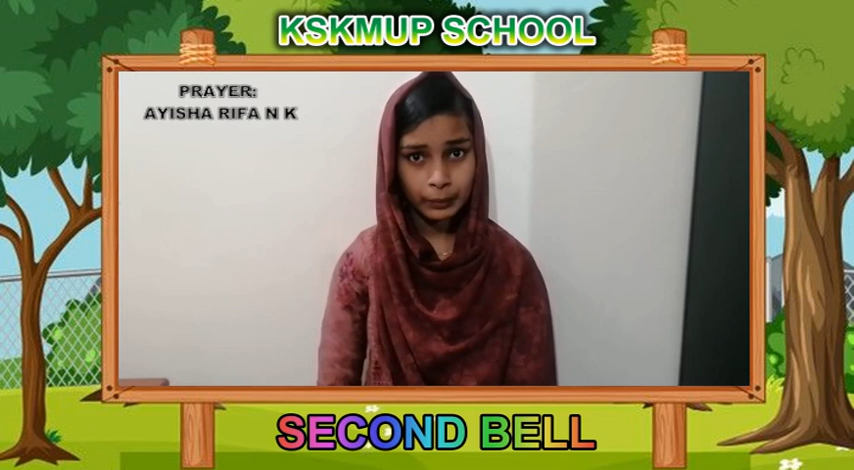 KSKMUP SCHOOL
PRAYER:
AYISHA RIFA N K
SECOND BELL